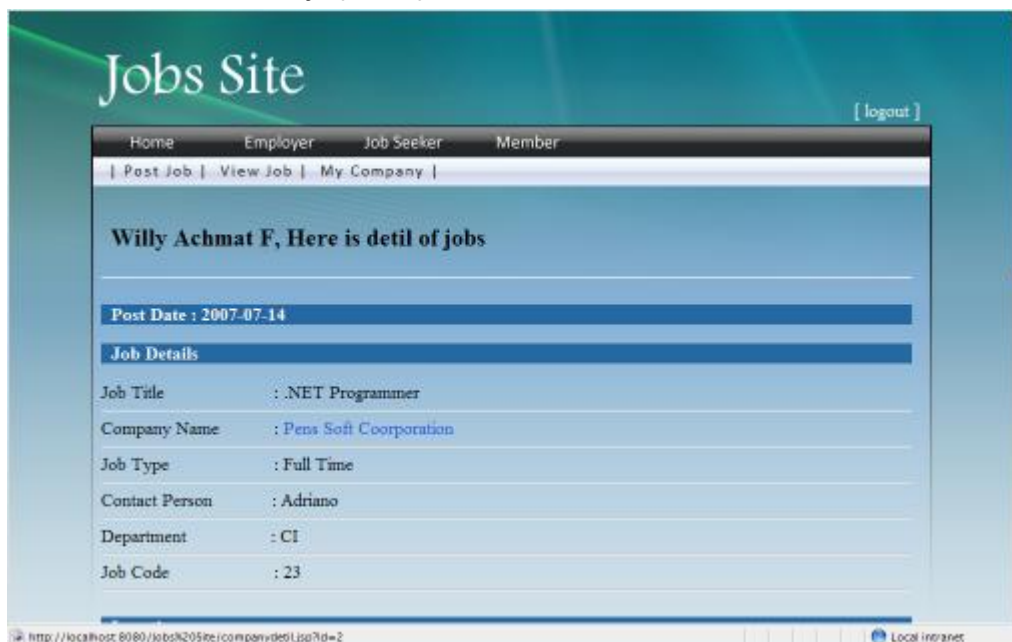 Jobs Site
[ logout ]
Home Employer Job Seeker Member
| Post Job | View Job | My Company |
Willy Achmat F, Here is detil of jobs
Post Date : 2007-07-14
Job Details
Job Title : .NET Programmer
Company Name : Pens Soft Coorporation
Job Type : Full Time
Contact Person : Adriano
Department : CI
Job Code : 23
http://localhost:8080/Jobs%20Site/companydetil.jsp?id=2 Local intranet